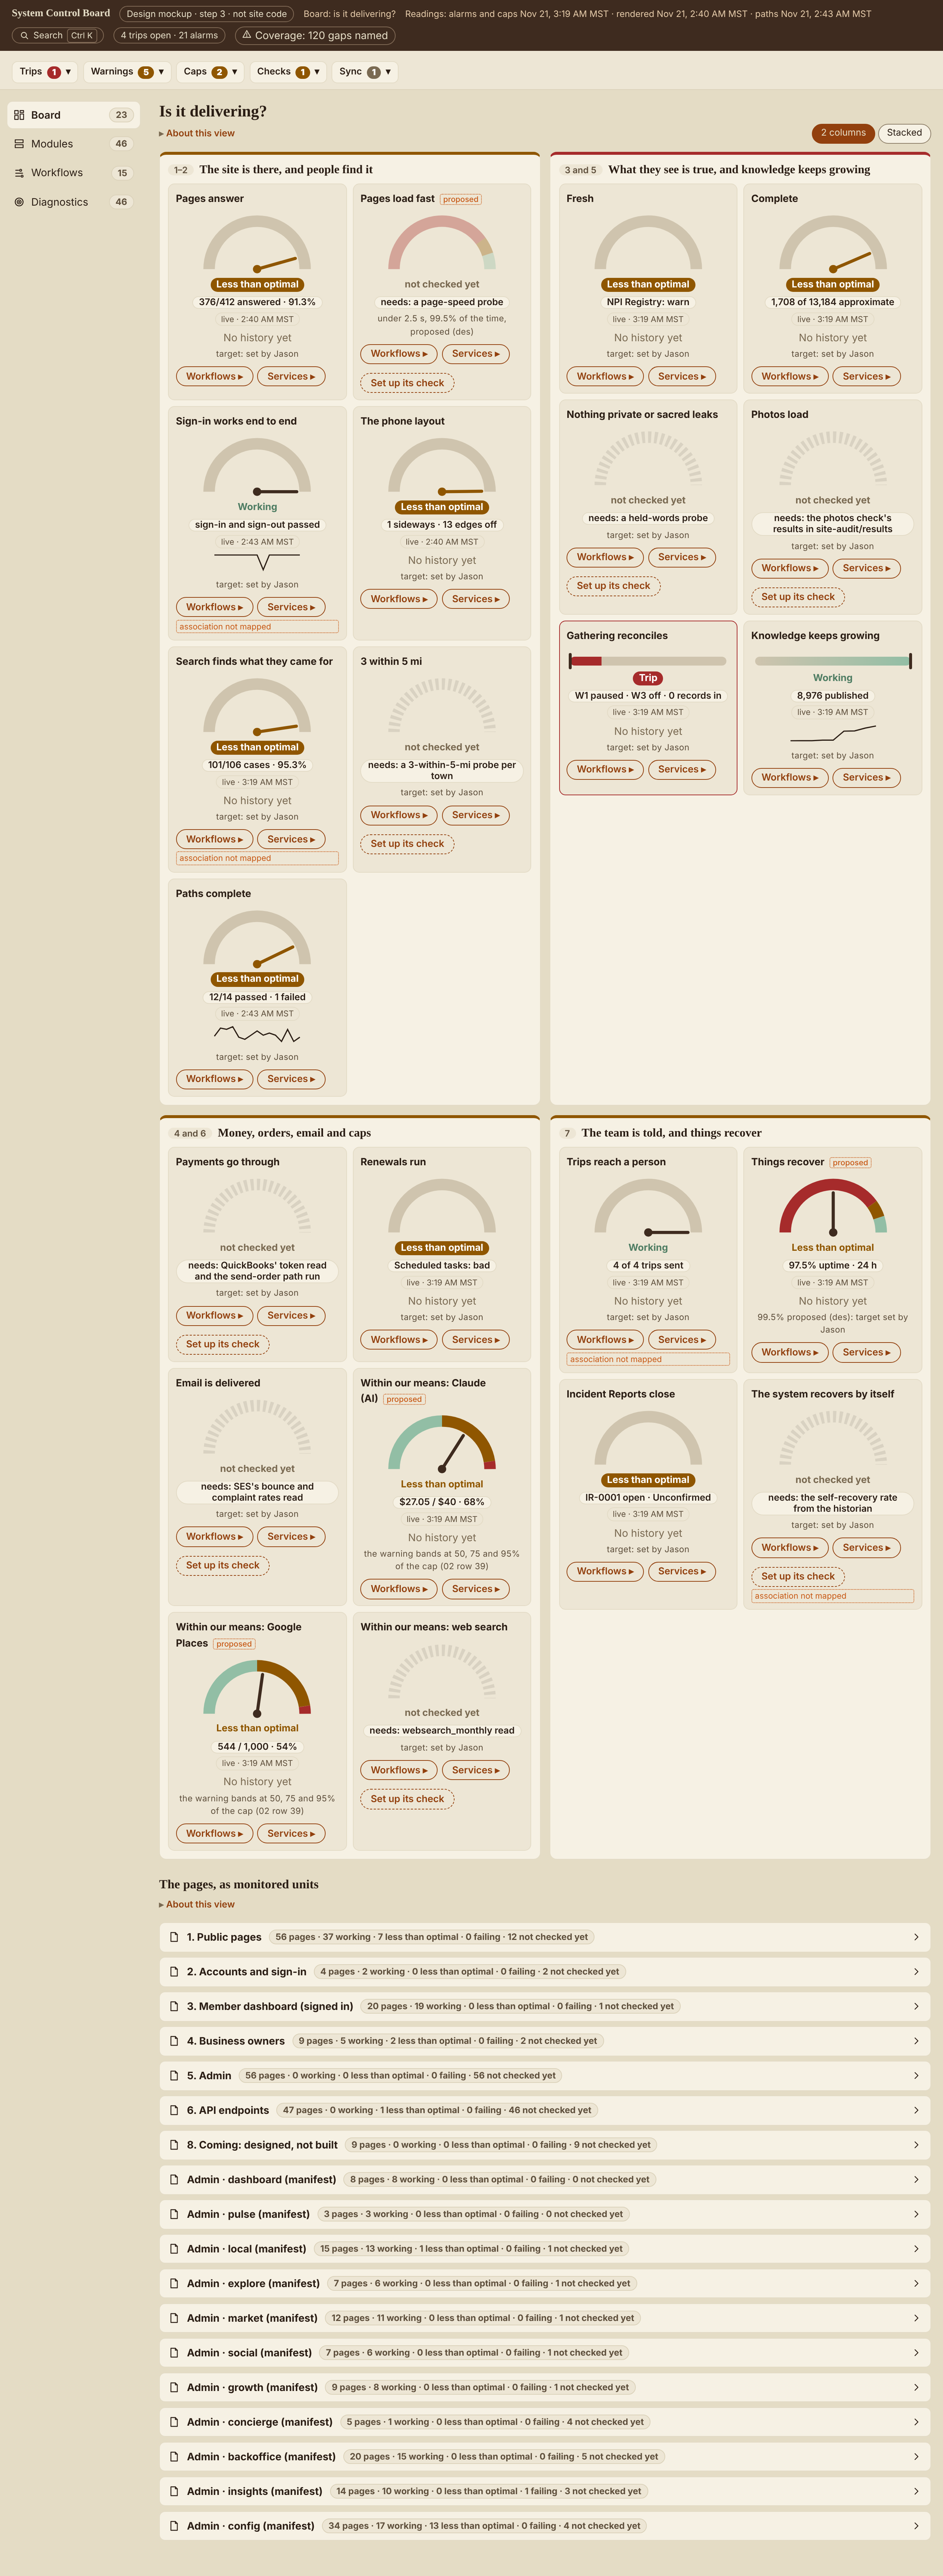 System Control Board
Design mockup · step 3 · not site code
Board: is it delivering?
Readings: alarms and caps Nov 21, 3:19 AM MST · rendered Nov 21, 2:40 AM MST · paths Nov 21, 2:43 AM MST
Search Ctrl K
4 trips open · 21 alarms
Coverage: 120 gaps named
Trips 1 ▾
Warnings 5 ▾
Caps 2 ▾
Checks 1 ▾
Sync 1 ▾
Board 23
Modules 46
Workflows 15
Diagnostics 46
Is it delivering?
▸ About this view
2 columns
Stacked
1–2 The site is there, and people find it
Pages answer
Less than optimal
376/412 answered · 91.3%
live · 2:40 AM MST
No history yet
target: set by Jason
Workflows ▸ Services ▸
Pages load fast proposed
not checked yet
needs: a page-speed probe
under 2.5 s, 99.5% of the time,
proposed (des)
Workflows ▸ Services ▸
Set up its check
Sign-in works end to end
Working
sign-in and sign-out passed
live · 2:43 AM MST
target: set by Jason
Workflows ▸ Services ▸
association not mapped
The phone layout
Less than optimal
1 sideways · 13 edges off
live · 2:40 AM MST
No history yet
target: set by Jason
Workflows ▸ Services ▸
Search finds what they came for
Less than optimal
101/106 cases · 95.3%
live · 3:19 AM MST
No history yet
target: set by Jason
Workflows ▸ Services ▸
association not mapped
3 within 5 mi
not checked yet
needs: a 3-within-5-mi probe per
town
target: set by Jason
Workflows ▸ Services ▸
Set up its check
Paths complete
Less than optimal
12/14 passed · 1 failed
live · 2:43 AM MST
target: set by Jason
Workflows ▸ Services ▸
3 and 5 What they see is true, and knowledge keeps growing
Fresh
Less than optimal
NPI Registry: warn
live · 3:19 AM MST
No history yet
target: set by Jason
Workflows ▸ Services ▸
Complete
Less than optimal
1,708 of 13,184 approximate
live · 3:19 AM MST
No history yet
target: set by Jason
Workflows ▸ Services ▸
Nothing private or sacred leaks
not checked yet
needs: a held-words probe
target: set by Jason
Workflows ▸ Services ▸
Set up its check
Photos load
not checked yet
needs: the photos check's
results in site-audit/results
target: set by Jason
Workflows ▸ Services ▸
Set up its check
Gathering reconciles
Trip
W1 paused · W3 off · 0 records in
live · 3:19 AM MST
No history yet
target: set by Jason
Workflows ▸ Services ▸
Knowledge keeps growing
Working
8,976 published
live · 3:19 AM MST
target: set by Jason
Workflows ▸ Services ▸
4 and 6 Money, orders, email and caps
Payments go through
not checked yet
needs: QuickBooks' token read
and the send-order path run
target: set by Jason
Workflows ▸ Services ▸
Set up its check
Renewals run
Less than optimal
Scheduled tasks: bad
live · 3:19 AM MST
No history yet
target: set by Jason
Workflows ▸ Services ▸
Email is delivered
not checked yet
needs: SES's bounce and
complaint rates read
target: set by Jason
Workflows ▸ Services ▸
Set up its check
Within our means: Claude
(AI) proposed
Less than optimal
$27.05 / $40 · 68%
live · 3:19 AM MST
No history yet
the warning bands at 50, 75 and 95%
of the cap (02 row 39)
Workflows ▸ Services ▸
Within our means: Google
Places proposed
Less than optimal
544 / 1,000 · 54%
live · 3:19 AM MST
No history yet
the warning bands at 50, 75 and 95%
of the cap (02 row 39)
Workflows ▸ Services ▸
Within our means: web search
not checked yet
needs: websearch_monthly read
target: set by Jason
Workflows ▸ Services ▸
Set up its check
7 The team is told, and things recover
Trips reach a person
Working
4 of 4 trips sent
live · 3:19 AM MST
No history yet
target: set by Jason
Workflows ▸ Services ▸
association not mapped
Things recover proposed
Less than optimal
97.5% uptime · 24 h
live · 3:19 AM MST
No history yet
99.5% proposed (des): target set by
Jason
Workflows ▸ Services ▸
Incident Reports close
Less than optimal
IR-0001 open · Unconfirmed
live · 3:19 AM MST
No history yet
target: set by Jason
Workflows ▸ Services ▸
The system recovers by itself
not checked yet
needs: the self-recovery rate
from the historian
target: set by Jason
Workflows ▸ Services ▸
Set up its check
association not mapped
The pages, as monitored units
▸ About this view
1. Public pages 56 pages · 37 working · 7 less than optimal · 0 failing · 12 not checked yet
2. Accounts and sign-in 4 pages · 2 working · 0 less than optimal · 0 failing · 2 not checked yet
3. Member dashboard (signed in) 20 pages · 19 working · 0 less than optimal · 0 failing · 1 not checked yet
4. Business owners 9 pages · 5 working · 2 less than optimal · 0 failing · 2 not checked yet
5. Admin 56 pages · 0 working · 0 less than optimal · 0 failing · 56 not checked yet
6. API endpoints 47 pages · 0 working · 1 less than optimal · 0 failing · 46 not checked yet
8. Coming: designed, not built 9 pages · 0 working · 0 less than optimal · 0 failing · 9 not checked yet
Admin · dashboard (manifest) 8 pages · 8 working · 0 less than optimal · 0 failing · 0 not checked yet
Admin · pulse (manifest) 3 pages · 3 working · 0 less than optimal · 0 failing · 0 not checked yet
Admin · local (manifest) 15 pages · 13 working · 1 less than optimal · 0 failing · 1 not checked yet
Admin · explore (manifest) 7 pages · 6 working · 0 less than optimal · 0 failing · 1 not checked yet
Admin · market (manifest) 12 pages · 11 working · 0 less than optimal · 0 failing · 1 not checked yet
Admin · social (manifest) 7 pages · 6 working · 0 less than optimal · 0 failing · 1 not checked yet
Admin · growth (manifest) 9 pages · 8 working · 0 less than optimal · 0 failing · 1 not checked yet
Admin · concierge (manifest) 5 pages · 1 working · 0 less than optimal · 0 failing · 4 not checked yet
Admin · backoffice (manifest) 20 pages · 15 working · 0 less than optimal · 0 failing · 5 not checked yet
Admin · insights (manifest) 14 pages · 10 working · 0 less than optimal · 1 failing · 3 not checked yet
Admin · config (manifest) 34 pages · 17 working · 13 less than optimal · 0 failing · 4 not checked yet